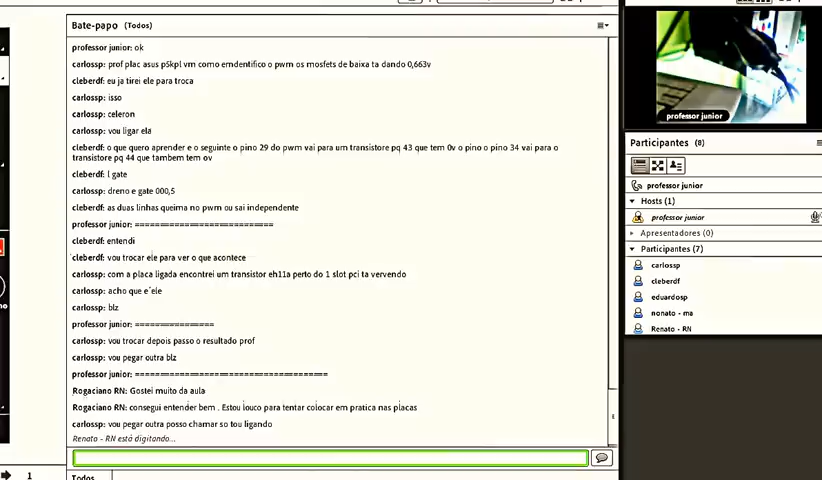 Bate-papo (Todos)
professor junior: ok
carlossp: prof plac asus p5kpl vm como emdentifico o pwm os mosfets de baixa ta dando 0,663v
cleberdf: eu ja tirei ele para troca
carlossp: isso
carlossp: celeron
carlossp: vou ligar ela
cleberdf: o que quero aprender e o seguinte o pino 29 do pwm vai para um transistore pq 43 que tem 0v o pino o pino 34 vai para o
transistore pq 44 que tambem tem ov
cleberdf: l gate
carlossp: dreno e gate 000,5
cleberdf: as duas linhas queima no pwm ou sai independente
professor junior: ===========================
cleberdf: entendi
cleberdf: vou trocar ele para ver o que acontece
carlossp: com a placa ligada encontrei um transistor eh11a perto do 1 slot pci ta vervendo
carlossp: acho que e´ele
carlossp: blz
professor junior: ===============
carlossp: vou trocar depois passo o resultado prof
carlossp: vou pegar outra blz
professor junior: =====================================
Rogaciano RN: Gostei muito da aula
Rogaciano RN: consegui entender bem . Estou louco para tentar colocar em pratica nas placas
carlossp: vou pegar outra posso chamar so tou ligando
Renato - RN está digitando...
Todos
1
professor junior
Participantes (8)
professor junior
Hosts (1)
professor junior
Apresentadores (0)
Participantes (7)
carlossp
cleberdf
eduardosp
nonato - ma
Renato - RN